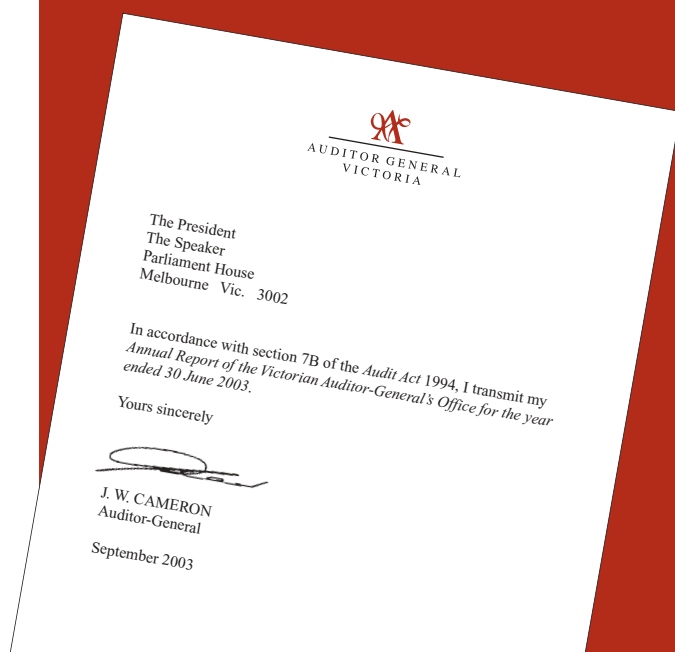 AUDITOR GENERAL
VICTORIA
The President
The Speaker
Parliament House
Melbourne Vic. 3002
In accordance with section 7B of the Audit Act 1994, I transmit my
Annual Report of the Victorian Auditor-General's Office for the year
ended 30 June 2003.
Yours sincerely
J. W. CAMERON
Auditor-General
September 2003